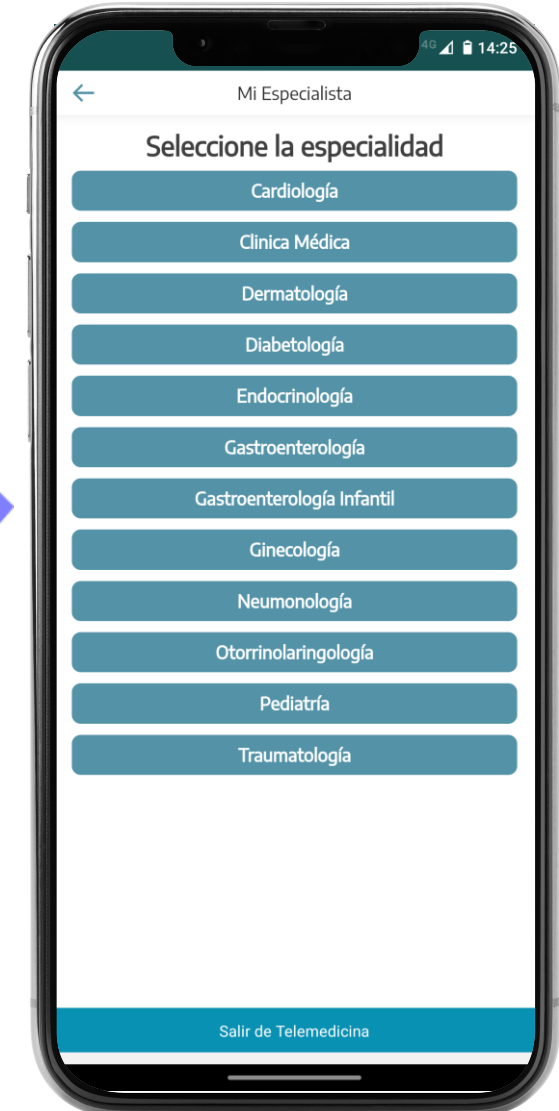 4G 14:25
Mi Especialista
Seleccione la especialidad
Cardiología
Clinica Médica
Dermatología
Diabetología
Endocrinología
Gastroenterología
Gastroenterología Infantil
Ginecología
Neumonología
Otorrinolaringología
Pediatría
Traumatología
Salir de Telemedicina